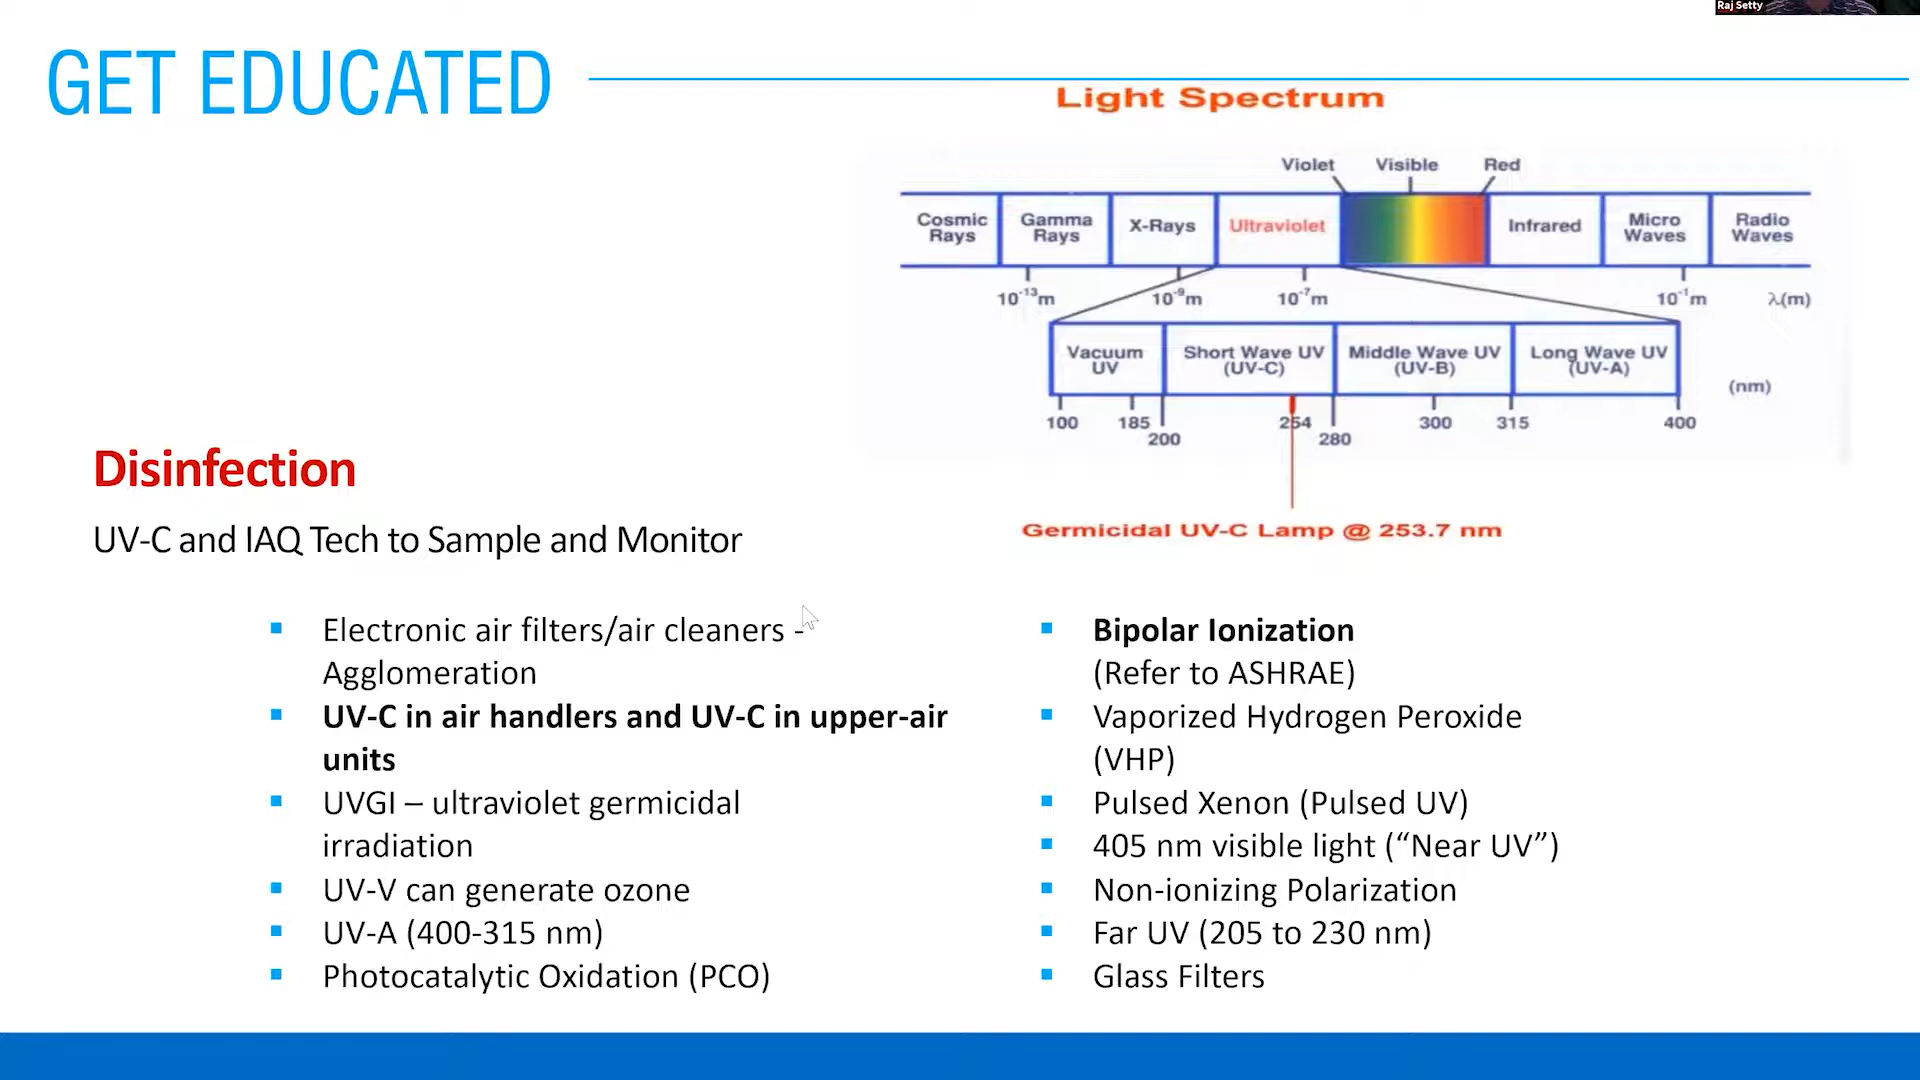 Raj Setty
GET EDUCATED
Light Spectrum
Violet Visible Red
Cosmic Rays
Gamma Rays
X-Rays
Ultraviolet
Infrared
Micro Waves
Radio Waves
10⁻¹³m 10⁻⁹m 10⁻⁷m 10⁻¹m λ(m)
Vacuum UV
Short Wave UV (UV-C)
Middle Wave UV (UV-B)
Long Wave UV (UV-A)
(nm)
100 185 200 254 280 300 315 400
Germicidal UV-C Lamp @ 253.7 nm
Disinfection
UV-C and IAQ Tech to Sample and Monitor
▪ Electronic air filters/air cleaners -
Agglomeration
▪ UV-C in air handlers and UV-C in upper-air
units
▪ UVGI – ultraviolet germicidal
irradiation
▪ UV-V can generate ozone
▪ UV-A (400-315 nm)
▪ Photocatalytic Oxidation (PCO)
▪ Bipolar Ionization
(Refer to ASHRAE)
▪ Vaporized Hydrogen Peroxide
(VHP)
▪ Pulsed Xenon (Pulsed UV)
▪ 405 nm visible light (“Near UV”)
▪ Non-ionizing Polarization
▪ Far UV (205 to 230 nm)
▪ Glass Filters